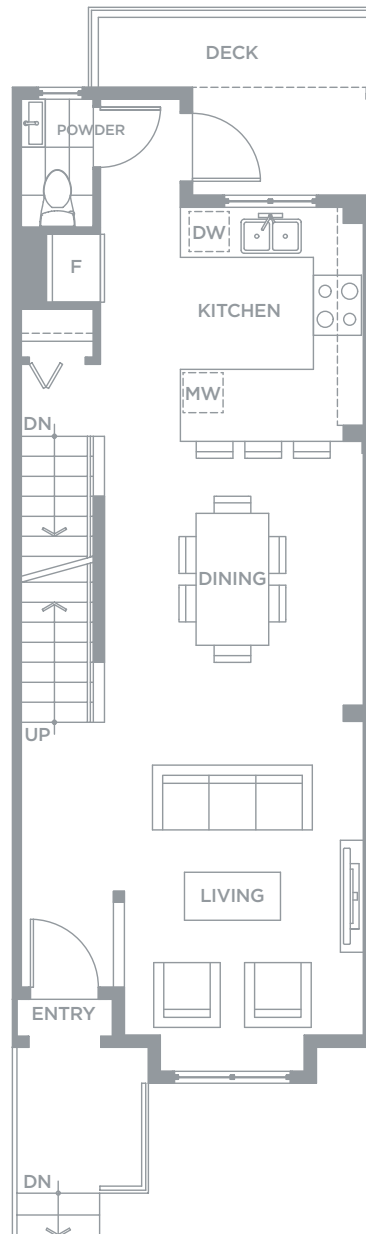 DECK
POWDER
DW
F
KITCHEN
MW
DN
DINING
UP
LIVING
ENTRY
DN